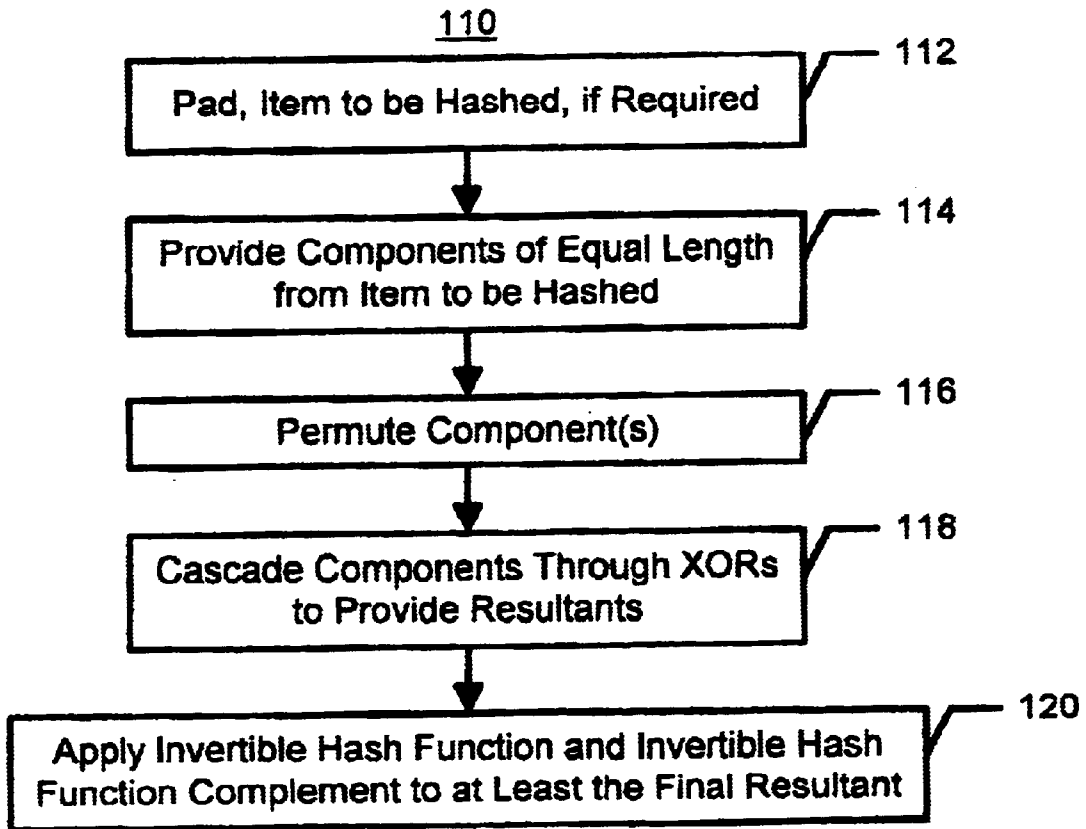 110
112
Pad, Item to be Hashed, if Required
114
Provide Components of Equal Length
from Item to be Hashed
116
Permute Component(s)
118
Cascade Components Through XORs
to Provide Resultants
120
Apply Invertible Hash Function and Invertible Hash
Function Complement to at Least the Final Resultant